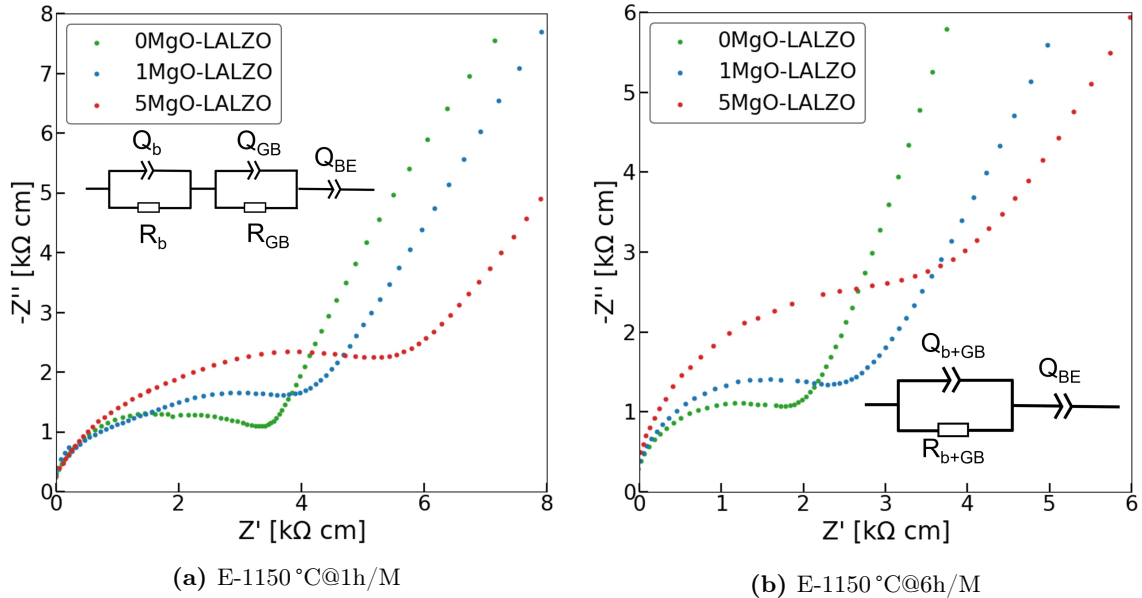 0MgO-LALZO
1MgO-LALZO
5MgO-LALZO
Q_b
R_b
Q_GB
R_GB
Q_BE
-Z'' [kΩ cm]
8
7
6
5
4
3
2
1
0
0 2 4 6 8
Z' [kΩ cm]
(a) E-1150 °C@1h/M
0MgO-LALZO
1MgO-LALZO
5MgO-LALZO
Q_b+GB
R_b+GB
Q_BE
-Z'' [kΩ cm]
6
5
4
3
2
1
0
0 1 2 3 4 5 6
Z' [kΩ cm]
(b) E-1150 °C@6h/M